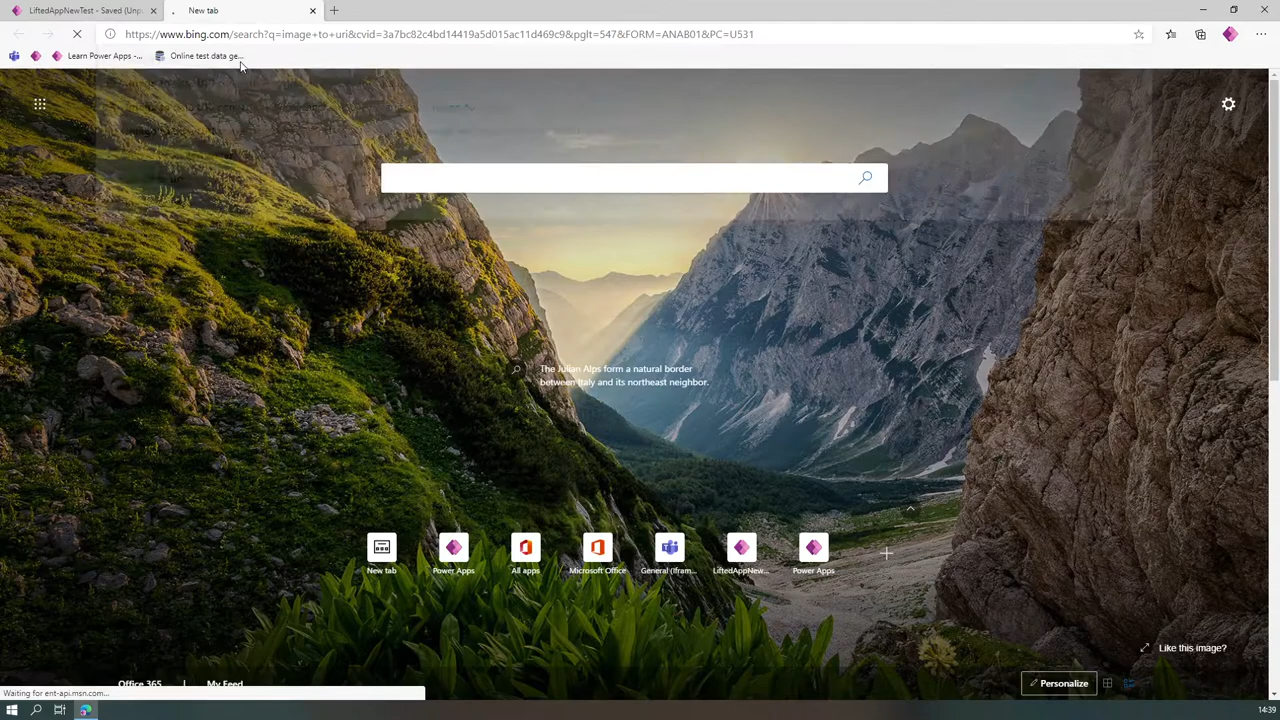 LiftedAppNewTest - Saved (Unp
New tab
https://www.bing.com/search?q=image+to+uri&cvid=3a7bc82c4bd14419a5d015ac11d469c9&pglt=547&FORM=ANAB01&PC=U531
Learn Power Apps -...
Online test data ge...
The Julian Alps form a natural border
between Italy and its northeast neighbor.
New tab
Power Apps
All apps
Microsoft Office
General (Ifram...
LiftedAppNew...
Power Apps
Like this image?
Office 365
My Feed
Personalize
Waiting for ent-api.msn.com...
14:39